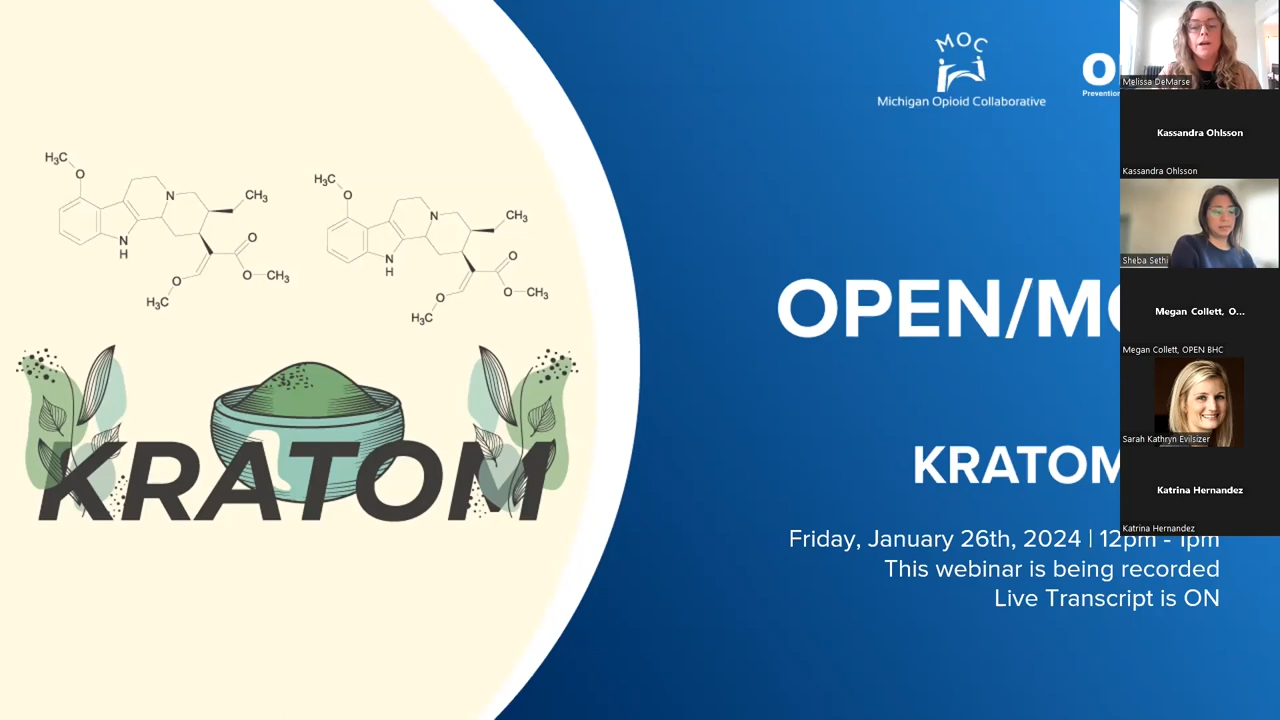 H₃C
O
N
CH₃
N
H
O
O
CH₃
O
H₃C
H₃C
O
N
CH₃
N
H
O
O
CH₃
O
H₃C
KRATOM
MOC
Michigan Opioid Collaborative
O
Prevention
OPEN/MO
KRATOM
Friday, January 26th, 2024 | 12pm - 1pm
This webinar is being recorded
Live Transcript is ON
Melissa DeMarse
Kassandra Ohlsson
Kassandra Ohlsson
Sheba Sethi
Megan Collett, O...
Megan Collett, OPEN BHC
Sarah Kathryn Evilsizer
Katrina Hernandez
Katrina Hernandez